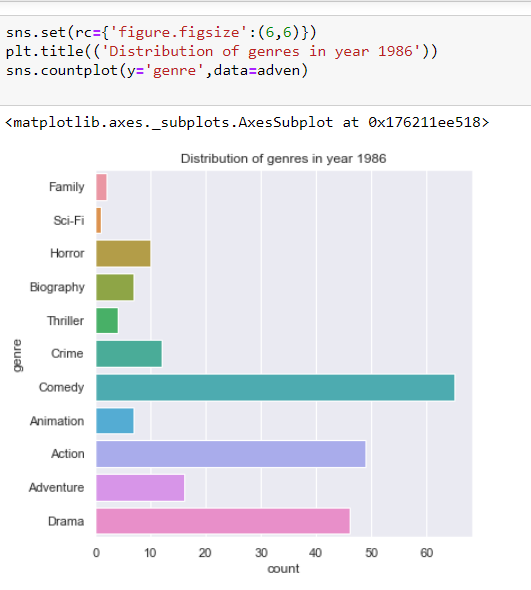 sns.set(rc={'figure.figsize':(6,6)})
plt.title(('Distribution of genres in year 1986'))
sns.countplot(y='genre',data=adven)
<matplotlib.axes._subplots.AxesSubplot at 0x176211ee518>
Distribution of genres in year 1986
Family
Sci-Fi
Horror
Biography
Thriller
Crime
Comedy
Animation
Action
Adventure
Drama
genre
0 10 20 30 40 50 60
count